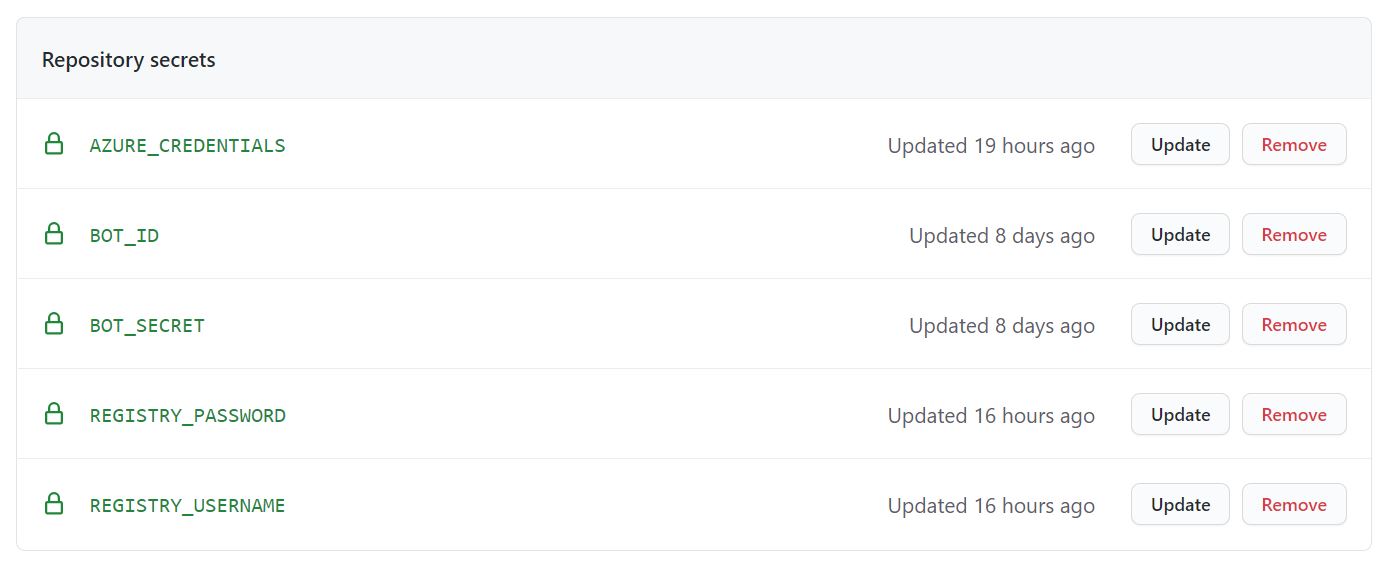 Repository secrets
AZURE_CREDENTIALS Updated 19 hours ago Update Remove
BOT_ID Updated 8 days ago Update Remove
BOT_SECRET Updated 8 days ago Update Remove
REGISTRY_PASSWORD Updated 16 hours ago Update Remove
REGISTRY_USERNAME Updated 16 hours ago Update Remove